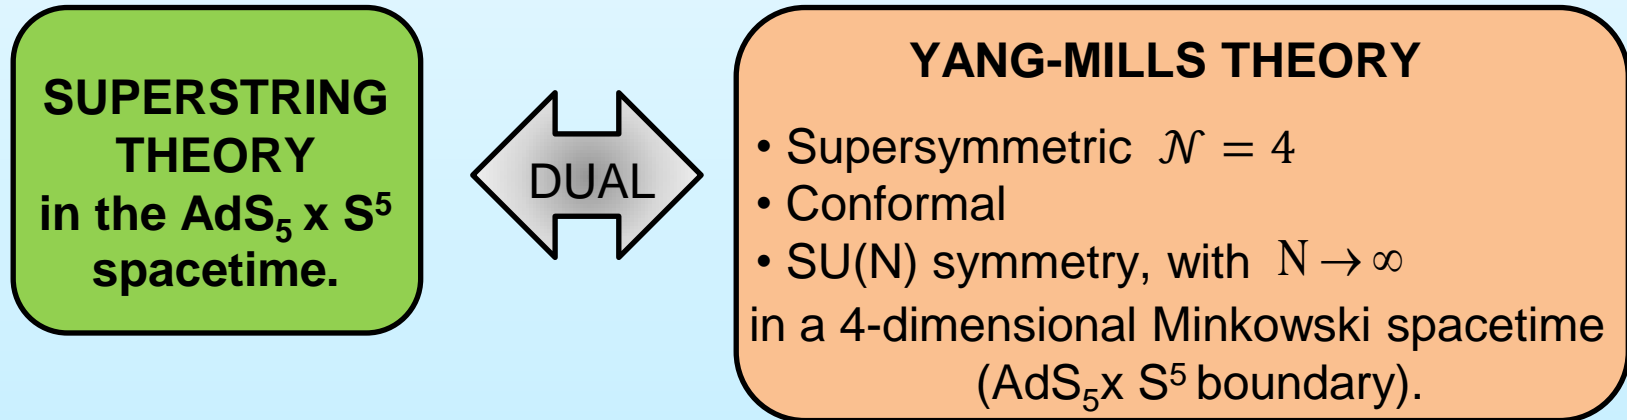 SUPERSTRING
THEORY
in the AdS₅ x S⁵
spacetime.
DUAL
YANG-MILLS THEORY
• Supersymmetric 𝒩 = 4
• Conformal
• SU(N) symmetry, with N → ∞
in a 4-dimensional Minkowski spacetime
(AdS₅x S⁵ boundary).